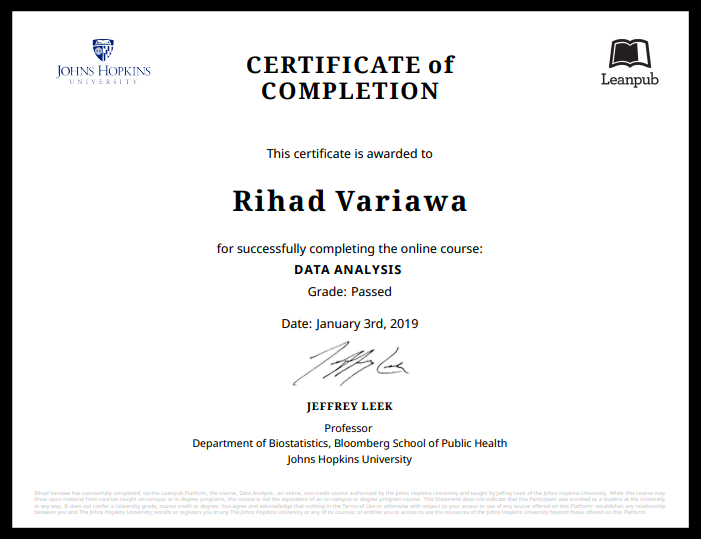 JOHNS HOPKINS
UNIVERSITY
CERTIFICATE of
COMPLETION
Leanpub
This certificate is awarded to
Rihad Variawa
for successfully completing the online course:
DATA ANALYSIS
Grade: Passed
Date: January 3rd, 2019
JEFFREY LEEK
Professor
Department of Biostatistics, Bloomberg School of Public Health
Johns Hopkins University
Rihad Variawa has successfully completed, via the Leanpub Platform, the course, Data Analysis , an online, non-credit course authorized by the Johns Hopkins University and taught by Jeffrey Leek of the Johns Hopkins University. While this course may
draw upon material from courses taught on-campus or in degree programs, this course is not the equivalent of an on-campus or degree program course. This Statement does not indicate that this Participant was enrolled as a student at the University
in any way. It does not confer a University grade, course credit or degree. You agree and acknowledge that nothing in the Terms of Use or otherwise with respect to your access or use of any course offered on this Platform: establishes any relationship
between you and The Johns Hopkins University; enrolls or registers you in any The Johns Hopkins University or any of its courses; or entitles you to access to use the resources of the Johns Hopkins University beyond those offered on this Platform.